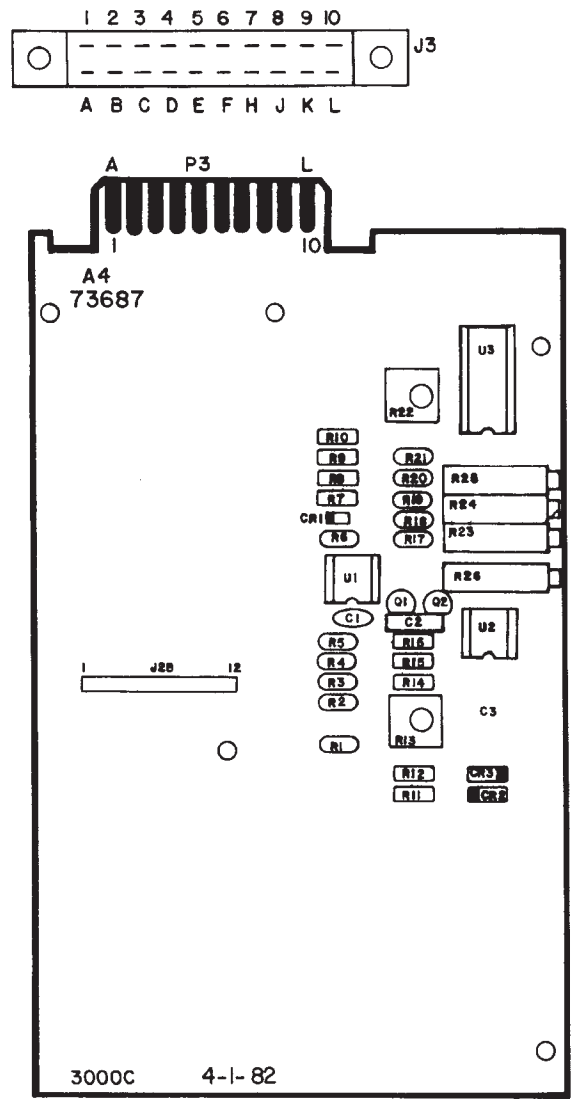 1 2 3 4 5 6 7 8 9 10
J3
A B C D E F H J K L
A P3 L
1 10
A4
73687
U3
R22
R10
R9 R21
R8 R20 R25
R7 R19 R24
CR1 R18
R6 R17 R23
U1 R26
Q1 Q2
C1 C2 U2
R5 R16
1 J2B 12 R4 R15
R3 R14
R2 C3
R1 R13
R12 CR3
R11 CR2
3000C 4-1-82